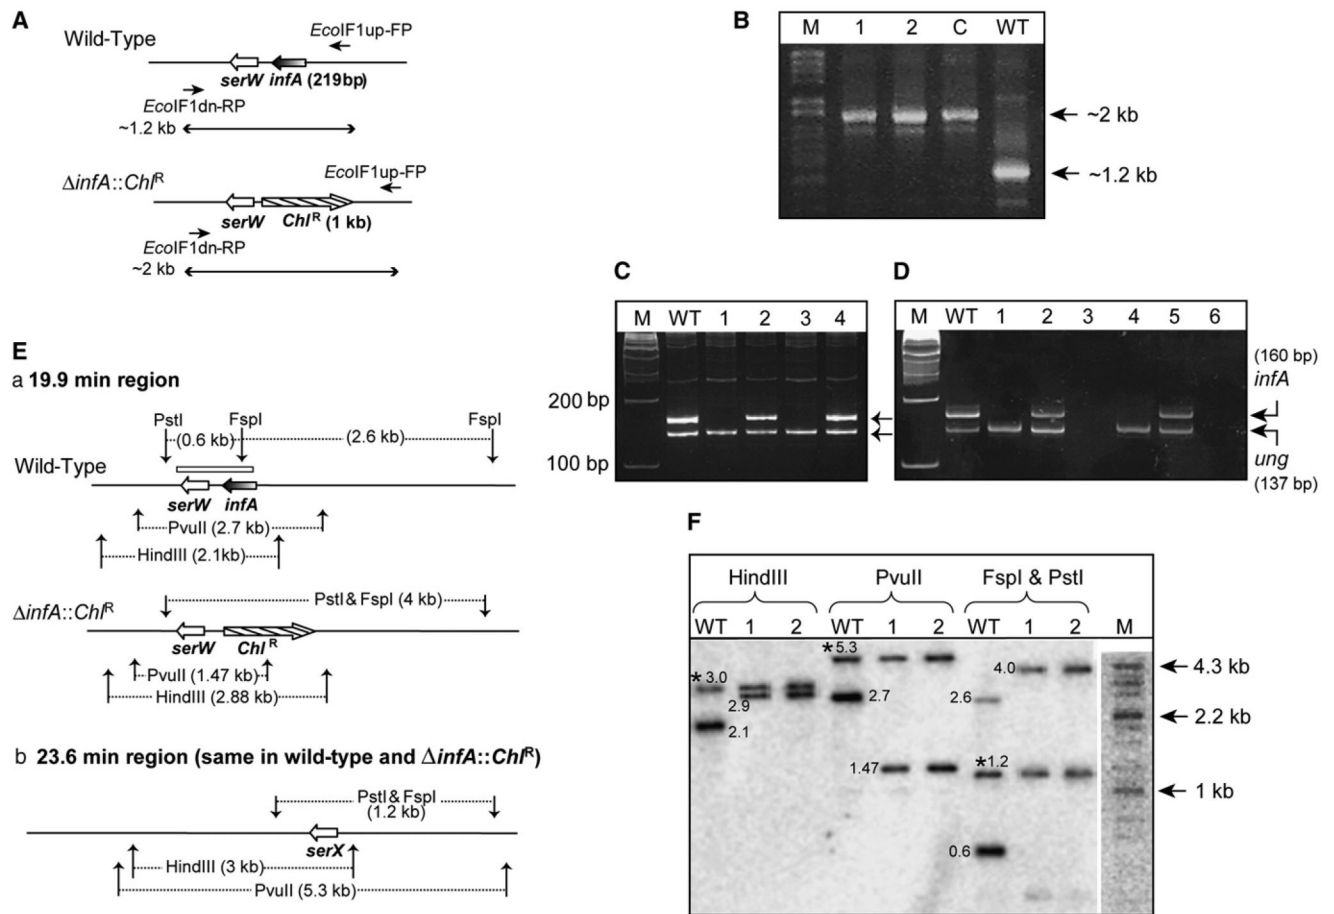 A
Wild-Type
EcoIF1up-FP
serW infA (219bp)
EcoIF1dn-RP
~1.2 kb
ΔinfA::Chlᴿ
EcoIF1up-FP
serW Chlᴿ (1 kb)
EcoIF1dn-RP
~2 kb
B
M 1 2 C WT
~2 kb
~1.2 kb
C
M WT 1 2 3 4
200 bp
100 bp
D
M WT 1 2 3 4 5 6
(160 bp)
infA
ung
(137 bp)
E
a 19.9 min region
PstI FspI FspI
(0.6 kb) (2.6 kb)
Wild-Type
serW infA
PvuII (2.7 kb)
HindIII (2.1kb)
ΔinfA::Chlᴿ
PstI & FspI (4 kb)
serW Chlᴿ
PvuII (1.47 kb)
HindIII (2.88 kb)
b 23.6 min region (same in wild-type and ΔinfA::Chlᴿ)
PstI & FspI
(1.2 kb)
serX
HindIII (3 kb)
PvuII (5.3 kb)
F
HindIII PvuII FspI & PstI
WT 1 2 WT 1 2 WT 1 2 M
*5.3
4.0
4.3 kb
*3.0
2.9
2.7
2.6
2.1
2.2 kb
1.47
*1.2
1 kb
0.6